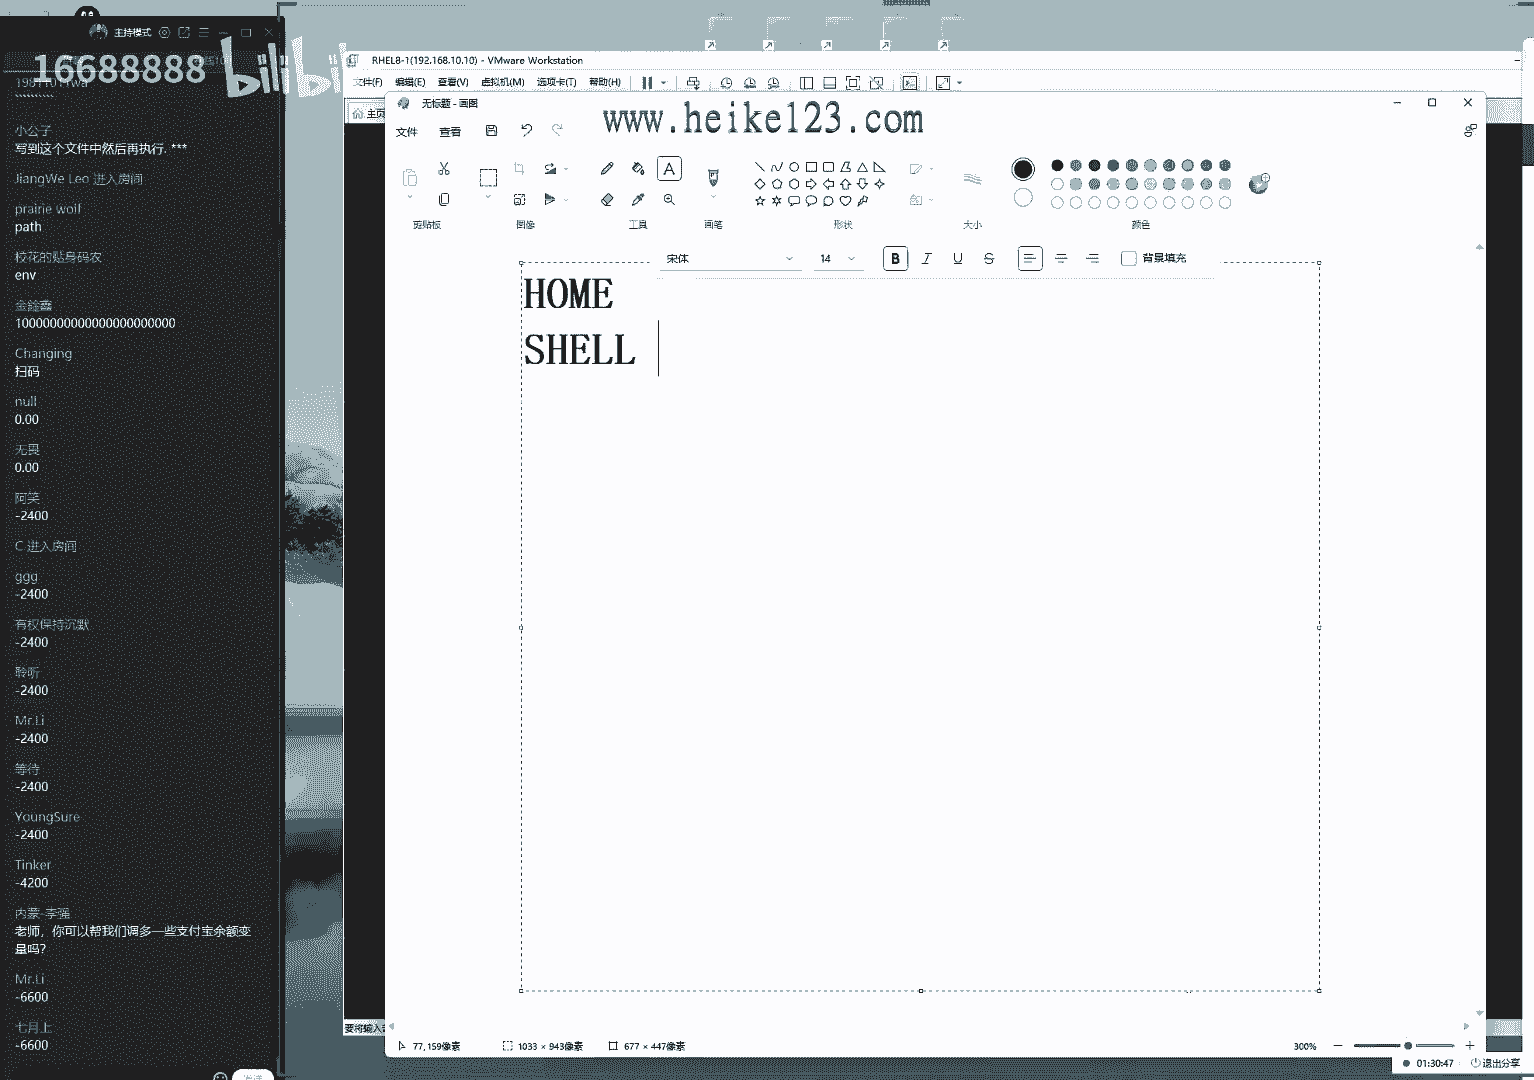 主持模式
16688888
bilibili
小公子
写到这个文件中然后再执行. ***
JiangWe Leo 进入房间
prairie wolf
path
校花的贴身码农
env
金鑫鑫
Changing
扫码
null
0.00
无畏
0.00
阿笑
-2400
C 进入房间
ggg
-2400
有权保持沉默
-2400
聆听
-2400
Mr.Li
-2400
等待
-2400
YoungSure
-2400
Tinker
-4200
内蒙-李强
老师，你可以帮我们调多一些支付宝余额变
量吗?
Mr.Li
-6600
七月上
-6600
RHEL8-1(192.168.10.10) - VMware Workstation
文件(F) 编辑(E) 查看(V) 虚拟机(M) 选项卡(T) 帮助(H)
主页
无标题 - 画图
www.heike123.com
文件 查看
剪贴板 图像 工具 画笔 形状 大小 颜色
宋体 14 B I U S 背景填充
HOME
SHELL
要将输入
77,159像素 1033 × 943像素 677 × 447像素 300%
01:30:47 退出分享